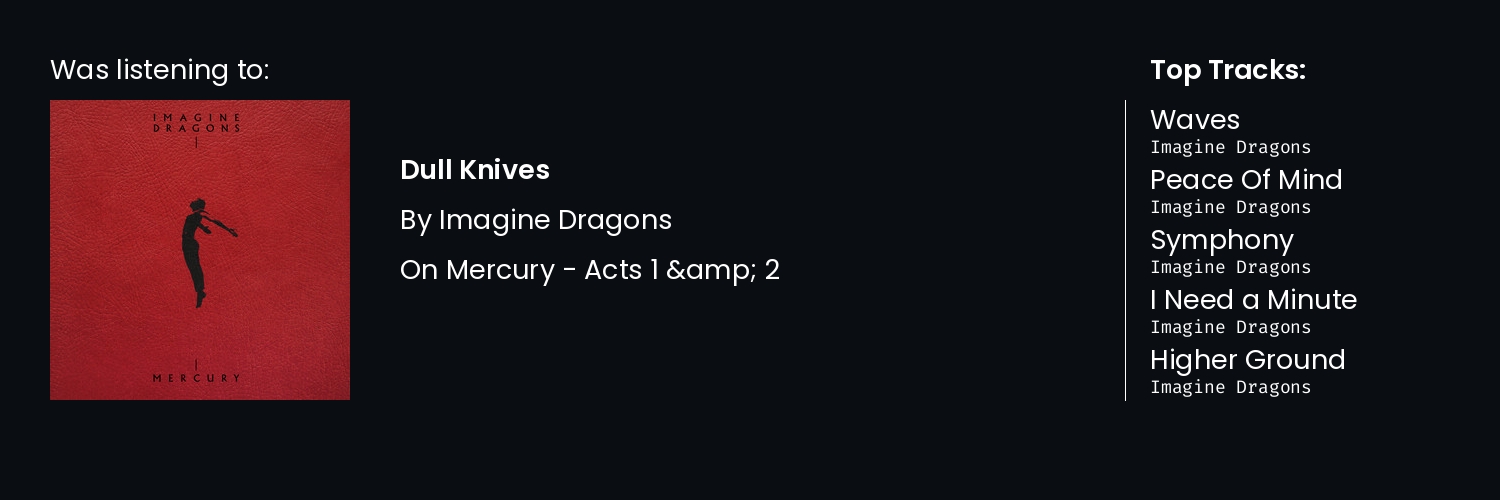 Was listening to:
IMAGINE
DRAGONS
MERCURY
Dull Knives
By Imagine Dragons
On Mercury - Acts 1 &amp; 2
Top Tracks:
Waves
Imagine Dragons
Peace Of Mind
Imagine Dragons
Symphony
Imagine Dragons
I Need a Minute
Imagine Dragons
Higher Ground
Imagine Dragons